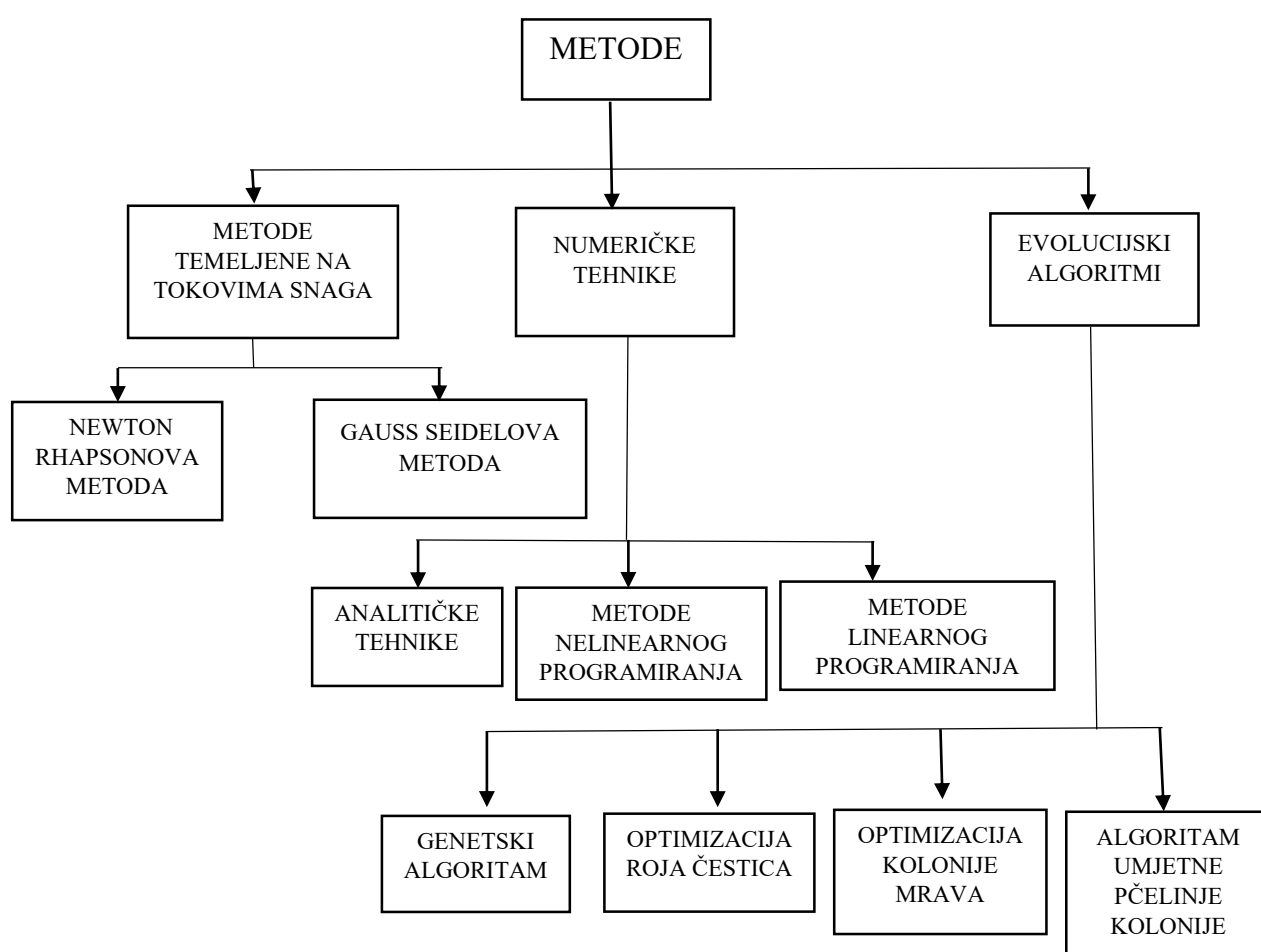 METODE
METODE
TEMELJENE NA
TOKOVIMA SNAGA
NUMERIČKE
TEHNIKE
EVOLUCIJSKI
ALGORITMI
NEWTON
RHAPSONOVA
METODA
GAUSS SEIDELOVA
METODA
ANALITIČKE
TEHNIKE
METODE
NELINEARNOG
PROGRAMIRANJA
METODE
LINEARNOG
PROGRAMIRANJA
GENETSKI
ALGORITAM
OPTIMIZACIJA
ROJA ČESTICA
OPTIMIZACIJA
KOLONIJE
MRAVA
ALGORITAM
UMJETNE
PČELINJE
KOLONIJE